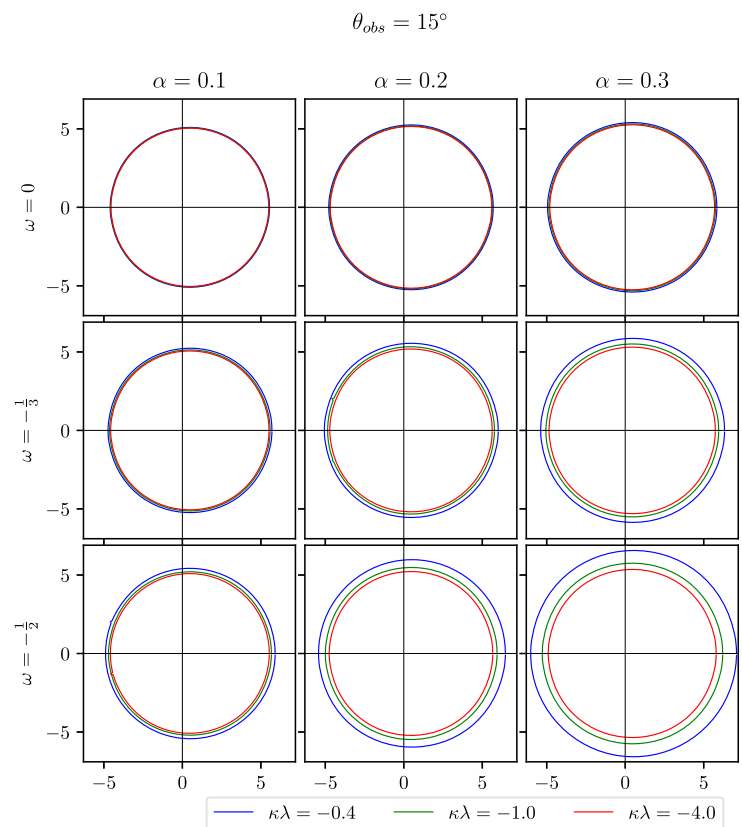 θ_obs = 15°
α = 0.1 α = 0.2 α = 0.3
5
0
−5
ω = 0
5
0
−5
ω = −1/3
5
0
−5
ω = −1/2
−5 0 5 −5 0 5 −5 0 5
κλ = −0.4 κλ = −1.0 κλ = −4.0